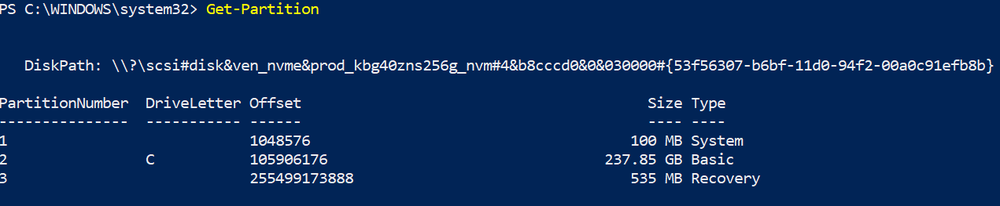 PS C:\WINDOWS\system32> Get-Partition
DiskPath: \\?\scsi#disk&ven_nvme&prod_kbg40zns256g_nvm#4&b8cccd0&0&030000#{53f56307-b6bf-11d0-94f2-00a0c91efb8b}
PartitionNumber  DriveLetter Offset                                        Size Type
---------------  ----------- ------                                        ---- ----
1                            1048576                                     100 MB System
2                C           105906176                                237.85 GB Basic
3                            255499173888                                535 MB Recovery